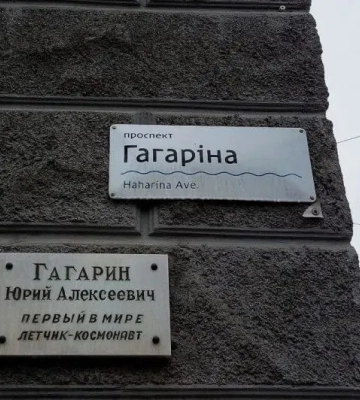 проспект
Гагаріна
Haharina Ave.
ГАГАРИН
Юрий Алексеевич
ПЕРВЫЙ В МИРЕ
ЛЕТЧИК-КОСМОНАВТ